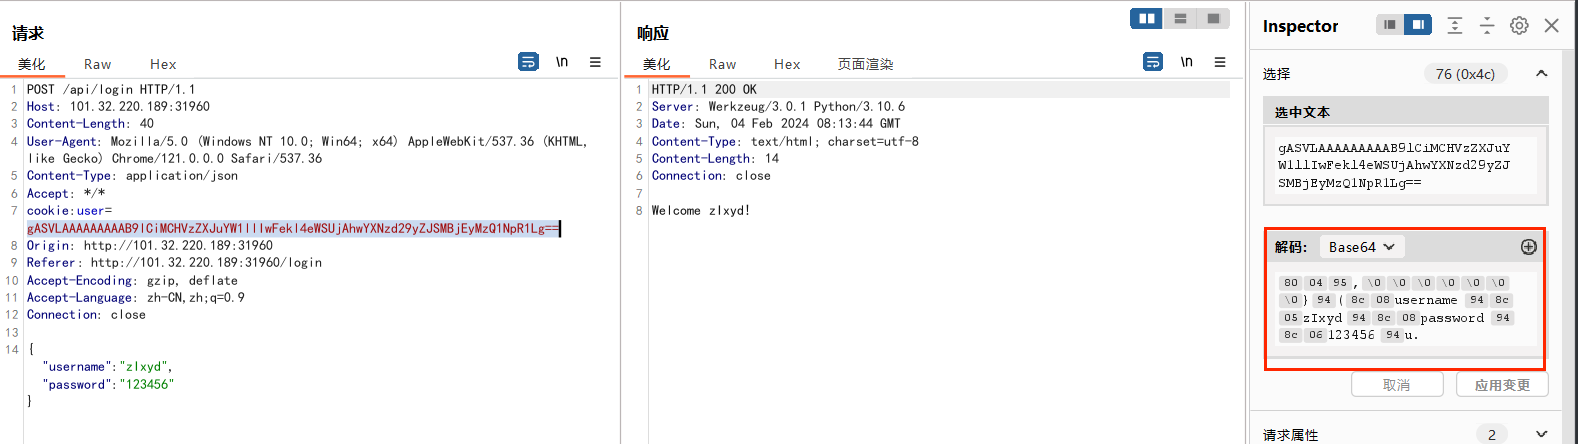 请求
美化 Raw Hex
\n
1 POST /api/login HTTP/1.1
2 Host: 101.32.220.189:31960
3 Content-Length: 40
4 User-Agent: Mozilla/5.0 (Windows NT 10.0; Win64; x64) AppleWebKit/537.36 (KHTML,
like Gecko) Chrome/121.0.0.0 Safari/537.36
5 Content-Type: application/json
6 Accept: */*
7 cookie:user=
gASVLAAAAAAAAAB9lCiMCHVzZXJuYW1llIwFekl4eWSUjAhwYXNzd29yZJSMBjEyMzQ1NpR1Lg==
8 Origin: http://101.32.220.189:31960
9 Referer: http://101.32.220.189:31960/login
10 Accept-Encoding: gzip, deflate
11 Accept-Language: zh-CN,zh;q=0.9
12 Connection: close
13
14 {
"username":"zIxyd",
"password":"123456"
}
响应
美化 Raw Hex 页面渲染
\n
1 HTTP/1.1 200 OK
2 Server: Werkzeug/3.0.1 Python/3.10.6
3 Date: Sun, 04 Feb 2024 08:13:44 GMT
4 Content-Type: text/html; charset=utf-8
5 Content-Length: 14
6 Connection: close
7
8 Welcome zIxyd!
Inspector
选择 76 (0x4c)
选中文本
gASVLAAAAAAAAAB9lCiMCHVzZXJuY
W1llIwFekl4eWSUjAhwYXNzd29yZJ
SMBjEyMzQ1NpR1Lg==
解码: Base64
80 04 95 , \0 \0 \0 \0 \0 \0
\0 } 94 ( 8c 08 username 94 8c
05 zIxyd 94 8c 08 password 94
8c 06 123456 94 u.
取消 应用变更
请求属性 2